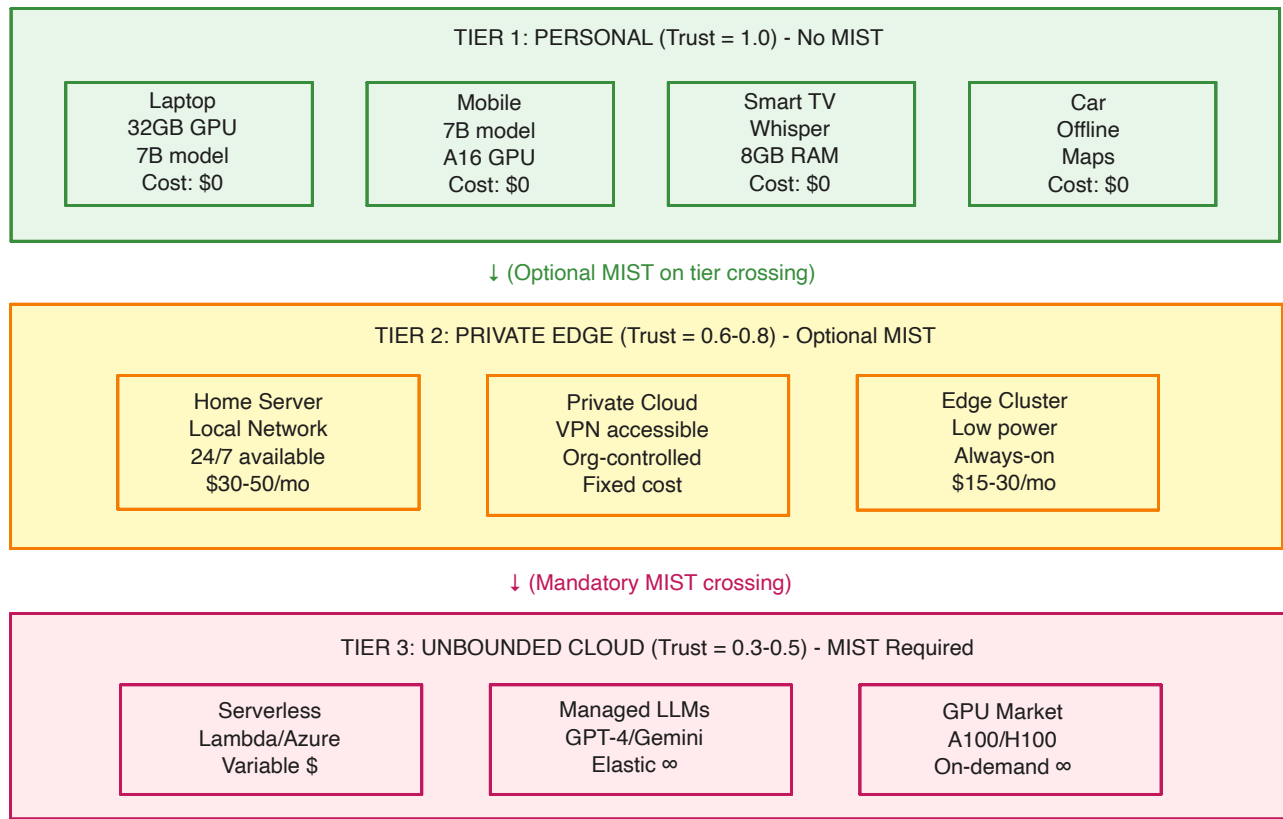 TIER 1: PERSONAL (Trust = 1.0) - No MIST
Laptop
32GB GPU
7B model
Cost: $0
Mobile
7B model
A16 GPU
Cost: $0
Smart TV
Whisper
8GB RAM
Cost: $0
Car
Offline
Maps
Cost: $0
↓ (Optional MIST on tier crossing)
TIER 2: PRIVATE EDGE (Trust = 0.6-0.8) - Optional MIST
Home Server
Local Network
24/7 available
$30-50/mo
Private Cloud
VPN accessible
Org-controlled
Fixed cost
Edge Cluster
Low power
Always-on
$15-30/mo
↓ (Mandatory MIST crossing)
TIER 3: UNBOUNDED CLOUD (Trust = 0.3-0.5) - MIST Required
Serverless
Lambda/Azure
Variable $
Managed LLMs
GPT-4/Gemini
Elastic ∞
GPU Market
A100/H100
On-demand ∞